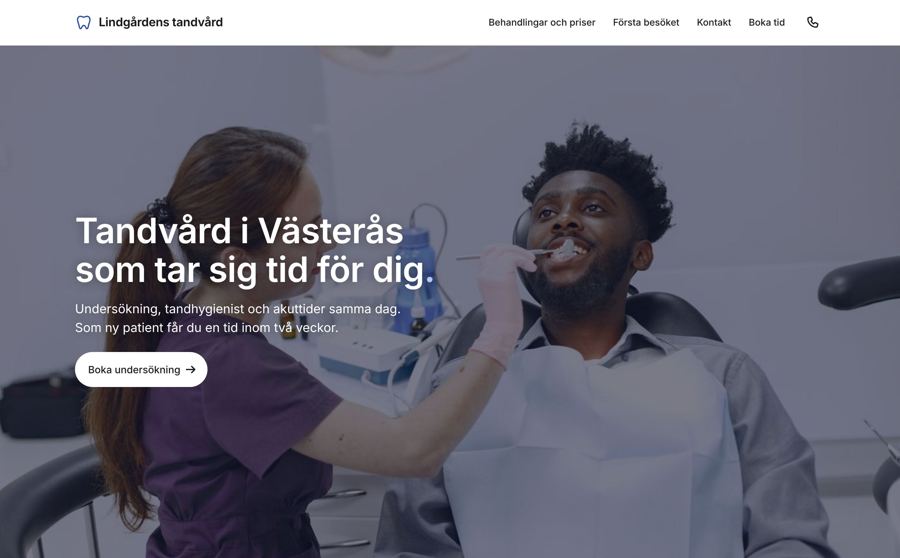 Lindgårdens tandvård
Behandlingar och priser
Första besöket
Kontakt
Boka tid
Tandvård i Västerås
som tar sig tid för dig.
Undersökning, tandhygienist och akuttider samma dag.
Som ny patient får du en tid inom två veckor.
Boka undersökning →